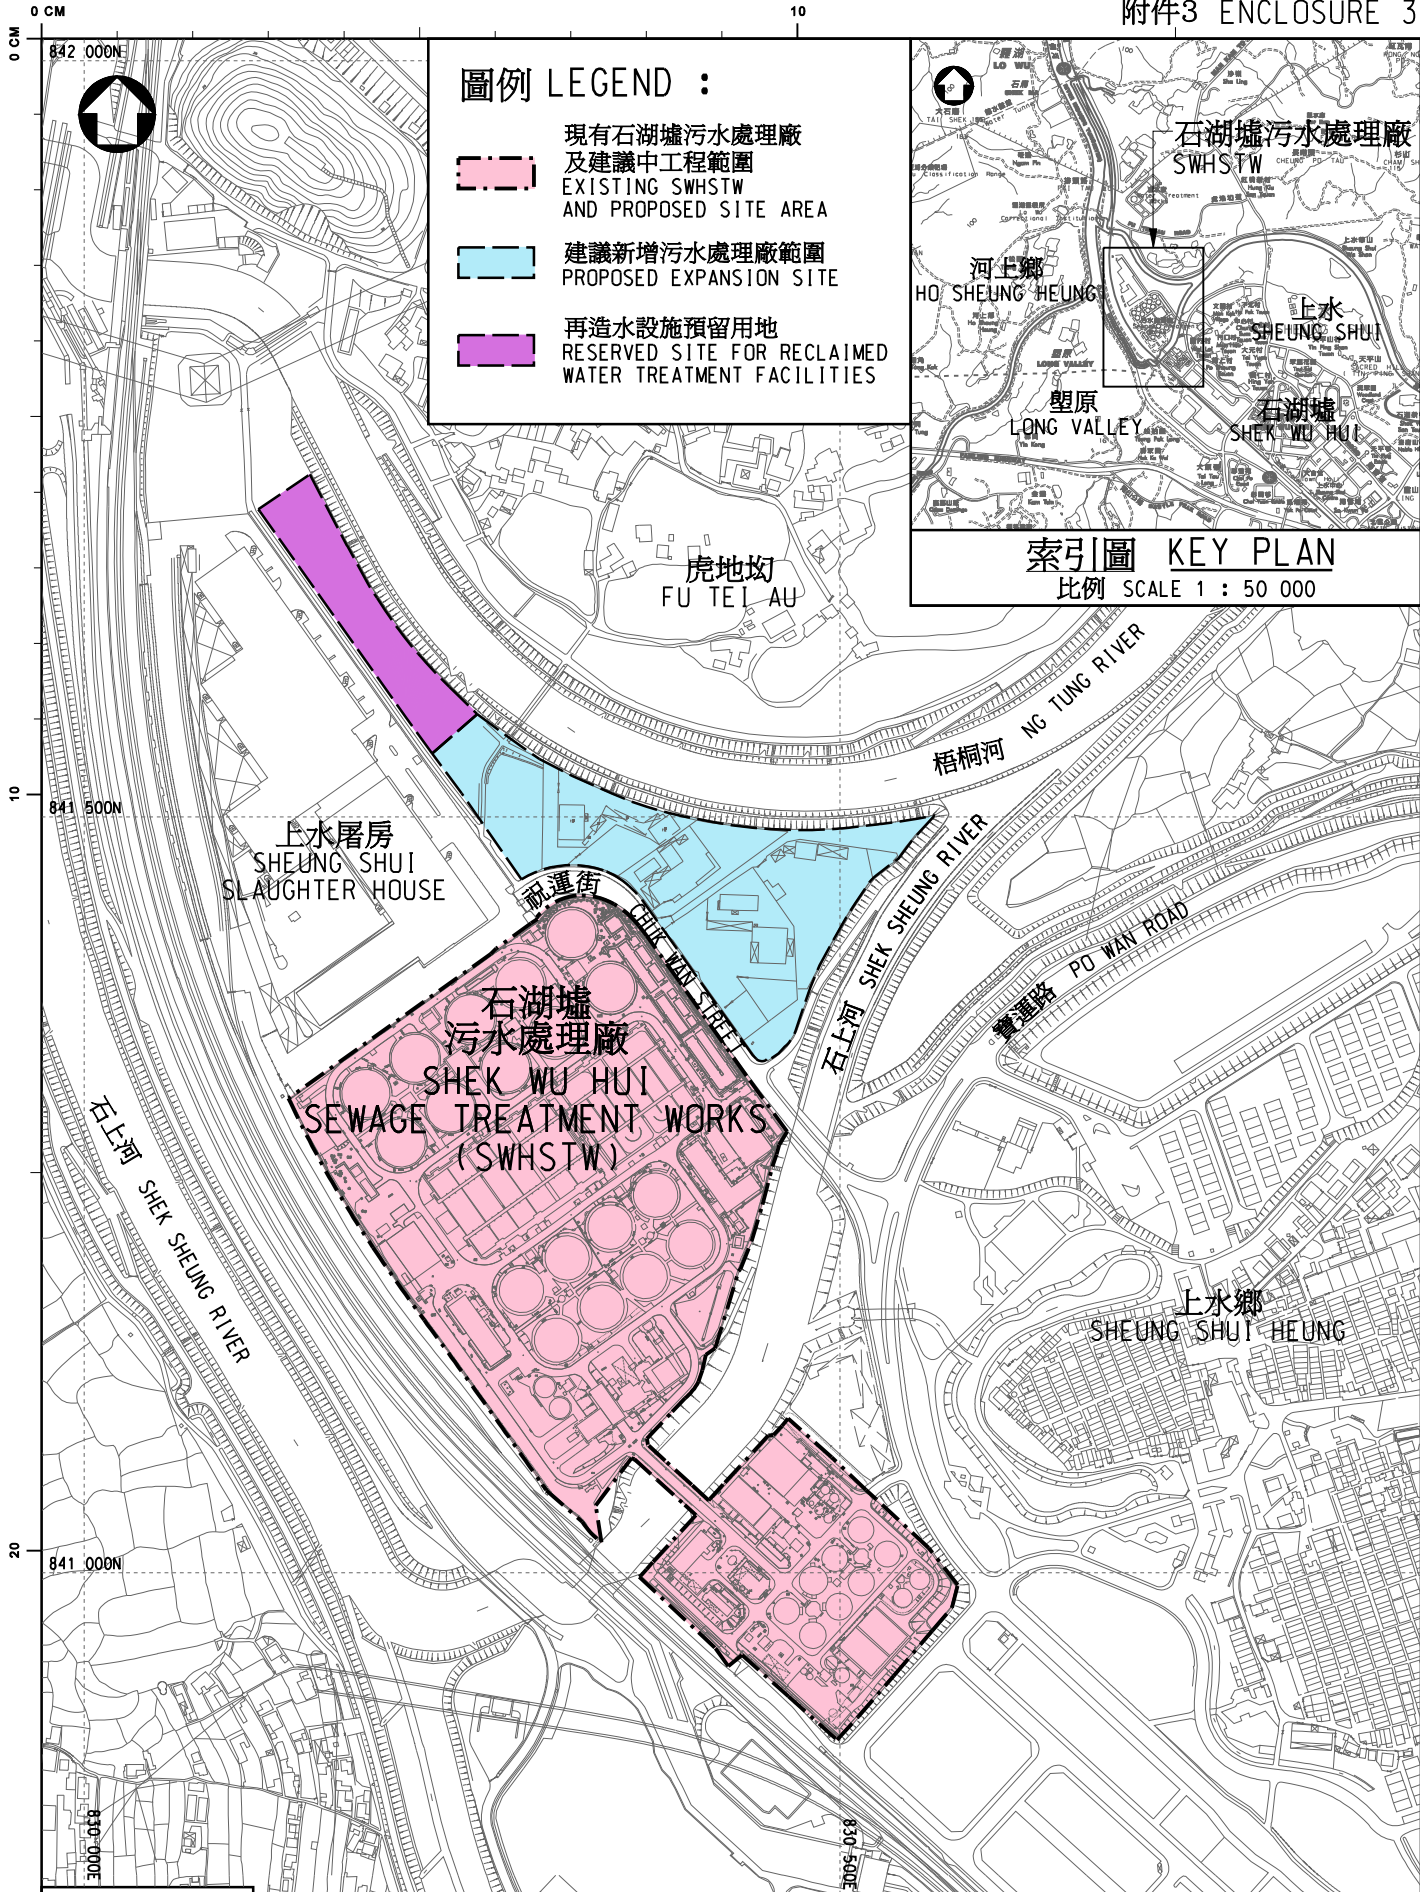 0 CM
10
附件3 ENCLOSURE 3
0 CM
842 000N
圖例 LEGEND :
現有石湖墟污水處理廠
及建議中工程範圍
EXISTING SWHSTW
AND PROPOSED SITE AREA
建議新增污水處理廠範圍
PROPOSED EXPANSION SITE
再造水設施預留用地
RESERVED SITE FOR RECLAIMED
WATER TREATMENT FACILITIES
LO WU
石湖墟污水處理廠
SWHSTW
河上鄉
HO SHEUNG HEUNG
上水
SHEUNG SHUI
LONG VALLEY
塱原
LONG VALLEY
石湖墟
SHEK WU HUI
索引圖 KEY PLAN
比例 SCALE 1 : 50 000
虎地坳
FU TEI AU
梧桐河 NG TUNG RIVER
10
841 500N
上水屠房
SHEUNG SHUI
SLAUGHTER HOUSE
祝運街
CHUK WAN STREET
石上河 SHEK SHEUNG RIVER
寶運路 PO WAN ROAD
石湖墟
污水處理廠
SHEK WU HUI
SEWAGE TREATMENT WORKS
(SWHSTW)
石上河 SHEK SHEUNG RIVER
上水鄉
SHEUNG SHUI HEUNG
20
841 000N
830 000E
830 500E